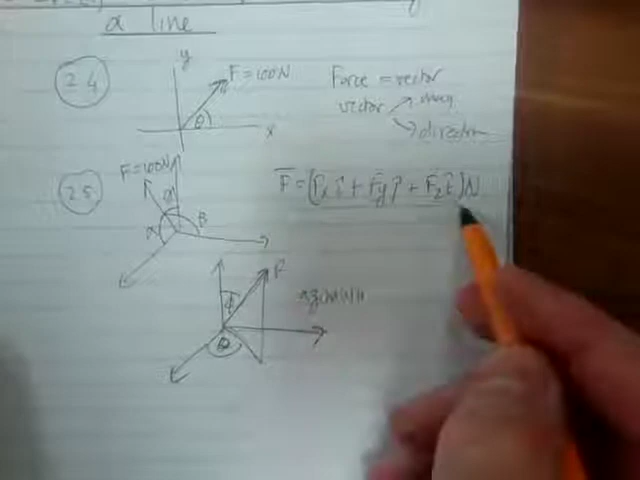 a line
2.4
y
F=100N
θ
x
Force = vector
vector
mag.
direction
2.5
F=100N
α
β
F = (Fx i + Fy j + Fz k) N
F
ϕ
θ